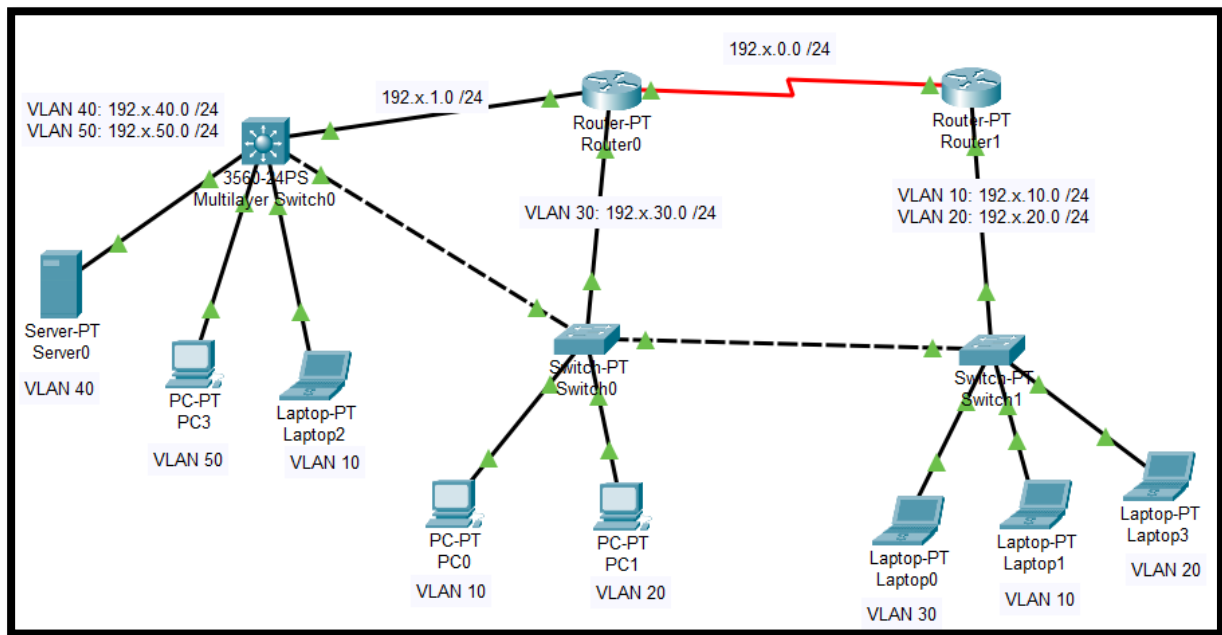 192.x.0.0 /24
VLAN 40: 192.x.40.0 /24
VLAN 50: 192.x.50.0 /24
192.x.1.0 /24
Router-PT
Router0
Router-PT
Router1
3560-24PS
Multilayer Switch0
VLAN 30: 192.x.30.0 /24
VLAN 10: 192.x.10.0 /24
VLAN 20: 192.x.20.0 /24
Server-PT
Server0
VLAN 40
PC-PT
PC3
VLAN 50
Laptop-PT
Laptop2
VLAN 10
Switch-PT
Switch0
Switch-PT
Switch1
PC-PT
PC0
VLAN 10
PC-PT
PC1
VLAN 20
Laptop-PT
Laptop0
VLAN 30
Laptop-PT
Laptop1
VLAN 10
Laptop-PT
Laptop3
VLAN 20